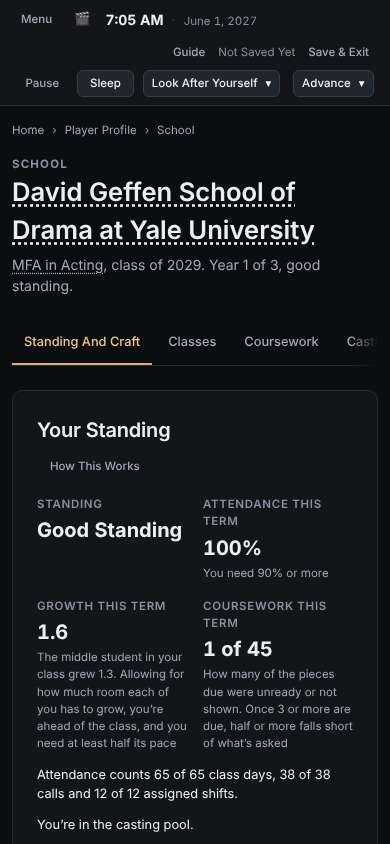 Menu 🎬 7:05 AM · June 1, 2027
Guide Not Saved Yet Save & Exit
Pause Sleep Look After Yourself ▾ Advance ▾
Home › Player Profile › School
SCHOOL
David Geffen School of
Drama at Yale University
MFA in Acting, class of 2029. Year 1 of 3, good
standing.
Standing And Craft Classes Coursework Cast
Your Standing
How This Works
STANDING
Good Standing
ATTENDANCE THIS
TERM
100%
You need 90% or more
GROWTH THIS TERM
1.6
The middle student in your
class grew 1.3. Allowing for
how much room each of
you has to grow, you're
ahead of the class, and you
need at least half its pace
COURSEWORK THIS
TERM
1 of 45
How many of the pieces
due were unready or not
shown. Once 3 or more are
due, half or more falls short
of what's asked
Attendance counts 65 of 65 class days, 38 of 38
calls and 12 of 12 assigned shifts.
You're in the casting pool.